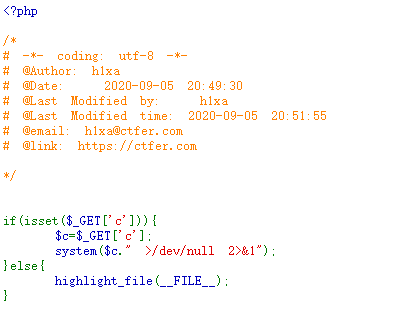 <?php
/*
# -*- coding: utf-8 -*-
# @Author: h1xa
# @Date:   2020-09-05 20:49:30
# @Last Modified by:   h1xa
# @Last Modified time: 2020-09-05 20:51:55
# @email: h1xa@ctfer.com
# @link: https://ctfer.com
*/
if(isset($_GET['c'])){
    $c=$_GET['c'];
    system($c." >/dev/null 2>&1");
}else{
    highlight_file(__FILE__);
}